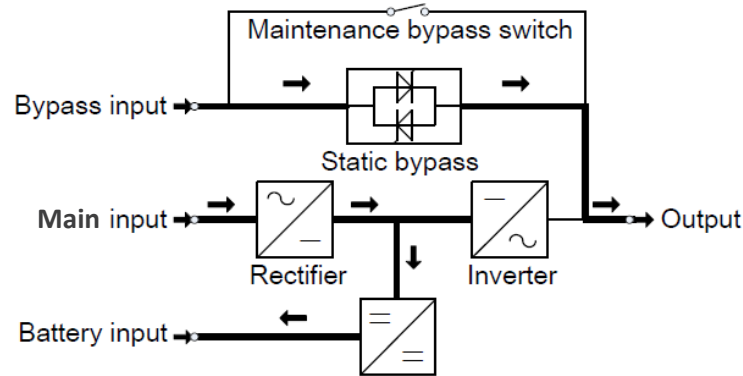 Maintenance bypass switch
Bypass input
Static bypass
Main input
Output
Rectifier
Inverter
Battery input